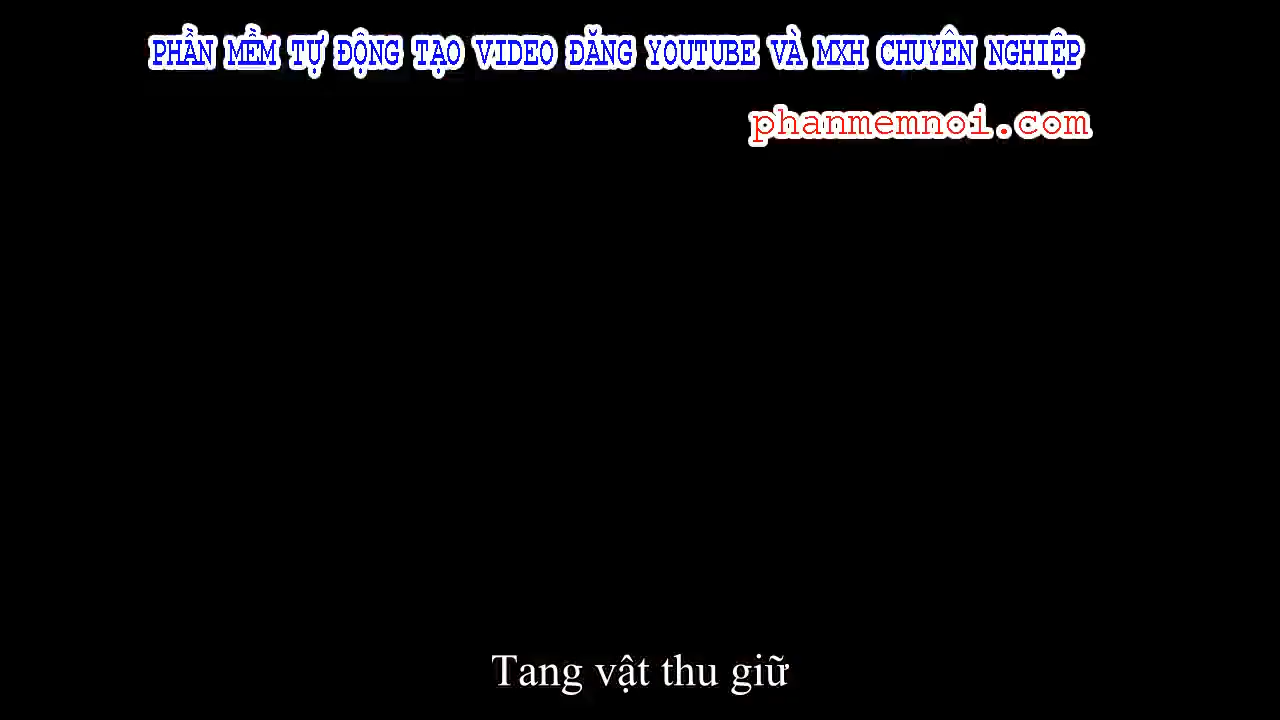 PHẦN MỀM TỰ ĐỘNG TẠO VIDEO ĐĂNG YOUTUBE VÀ MXH CHUYÊN NGHIỆP
phanmemnoi.com
Tang vật thu giữ